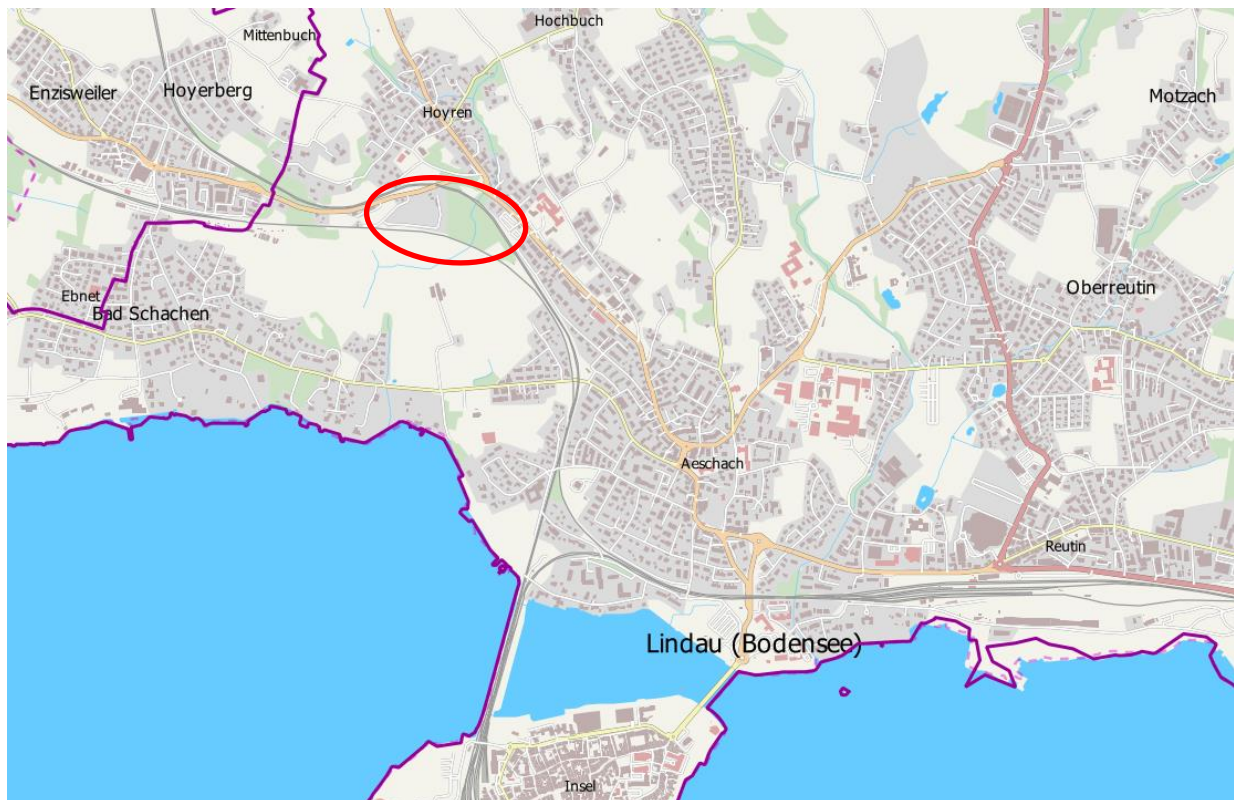 Hochbuch
Mittenbuch
Enzisweiler
Hoyerberg
Motzach
Hoyren
Oberreutin
Ebnet
Bad Schachen
Aeschach
Reutin
Lindau (Bodensee)
Insel